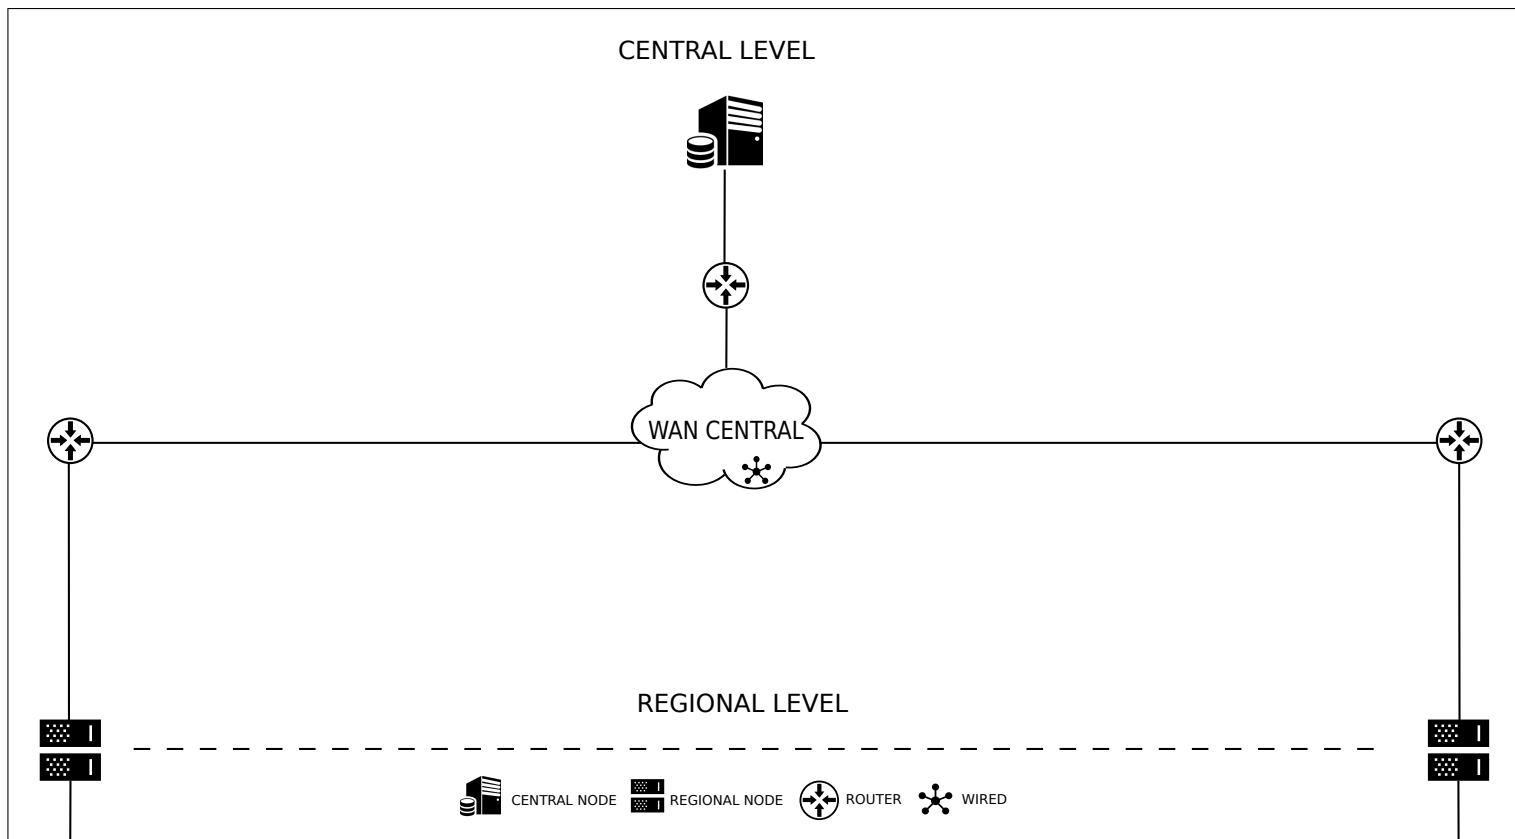 CENTRAL LEVEL
WAN CENTRAL
REGIONAL LEVEL
CENTRAL NODE
REGIONAL NODE
ROUTER
WIRED